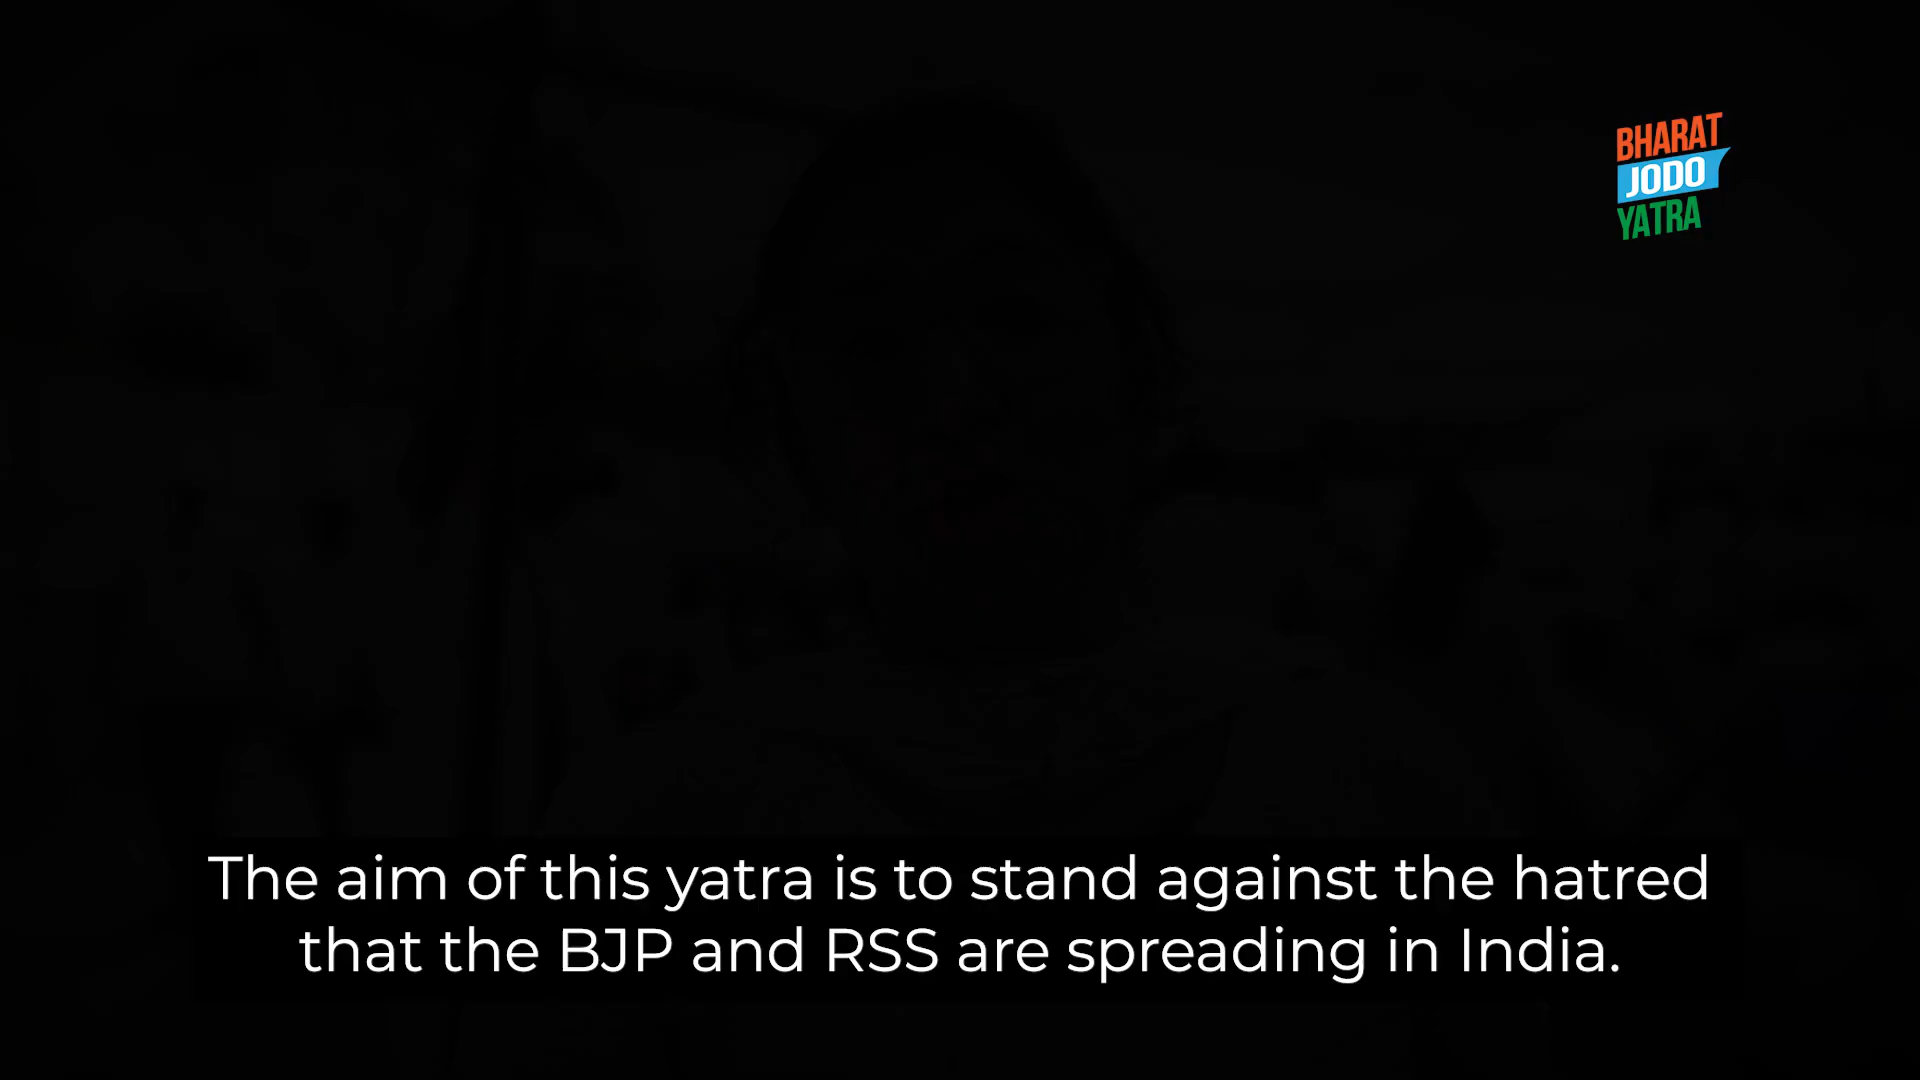 BHARAT
JODO
YATRA
The aim of this yatra is to stand against the hatred
that the BJP and RSS are spreading in India.